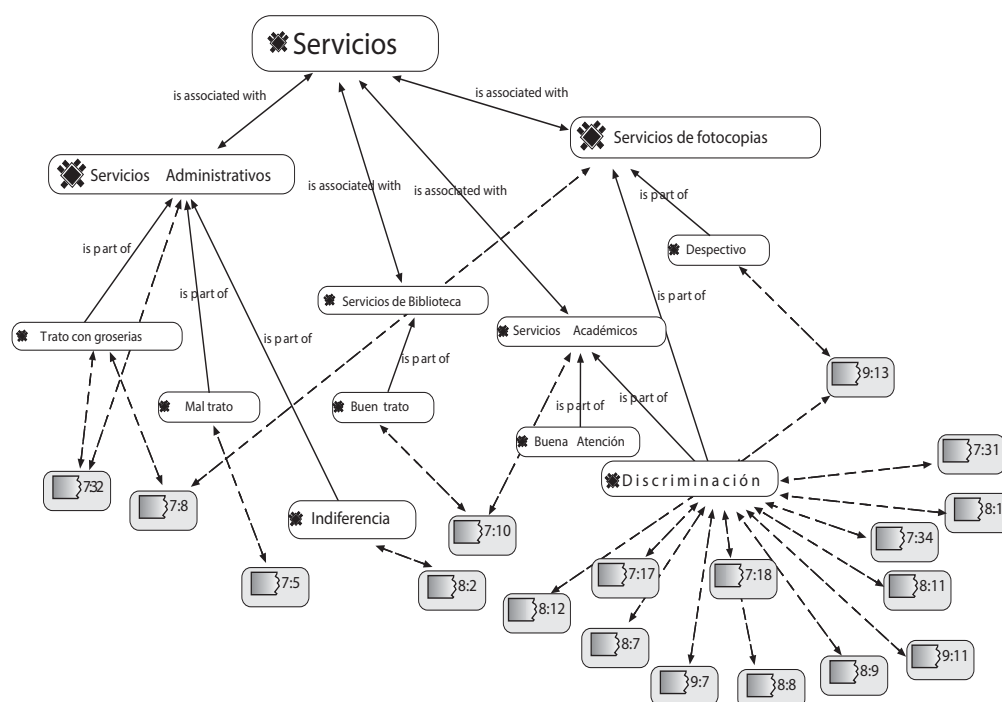 Servicios
is associated with
is associated with
Servicios de fotocopias
Servicios Administrativos
is associated with
is associated with
is part of
Despectivo
is part of
is part of
Servicios de Biblioteca
is part of
Servicios Académicos
Trato con groserias
is part of
is part of
9:13
Mal trato
Buen trato
is part of
is part of
Buena Atención
7:31
Discriminación
7:32
7:8
Indiferencia
7:10
8:1
7:34
7:5
8:2
7:17
7:18
8:11
8:12
8:7
9:7
8:8
8:9
9:11